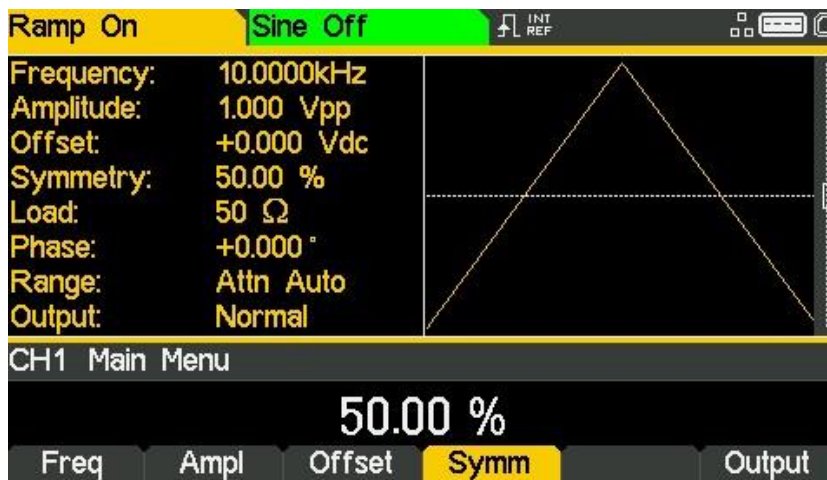 Ramp On Sine Off INT REF
Frequency: 10.0000kHz
Amplitude: 1.000 Vpp
Offset: +0.000 Vdc
Symmetry: 50.00 %
Load: 50 Ω
Phase: +0.000 °
Range: Attn Auto
Output: Normal
CH1 Main Menu
50.00 %
Freq Ampl Offset Symm Output